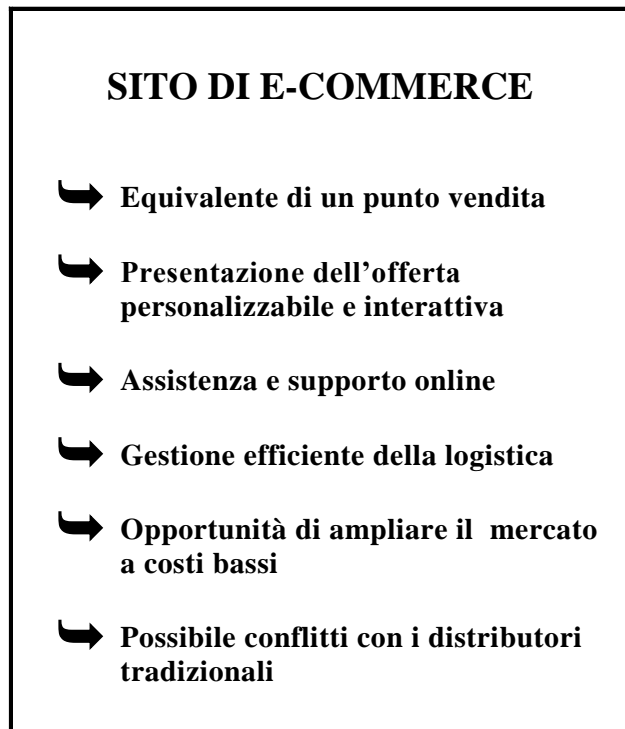 SITO DI E-COMMERCE
Equivalente di un punto vendita
Presentazione dell’offerta
personalizzabile e interattiva
Assistenza e supporto online
Gestione efficiente della logistica
Opportunità di ampliare il  mercato
a costi bassi
Possibile conflitti con i distributori
tradizionali